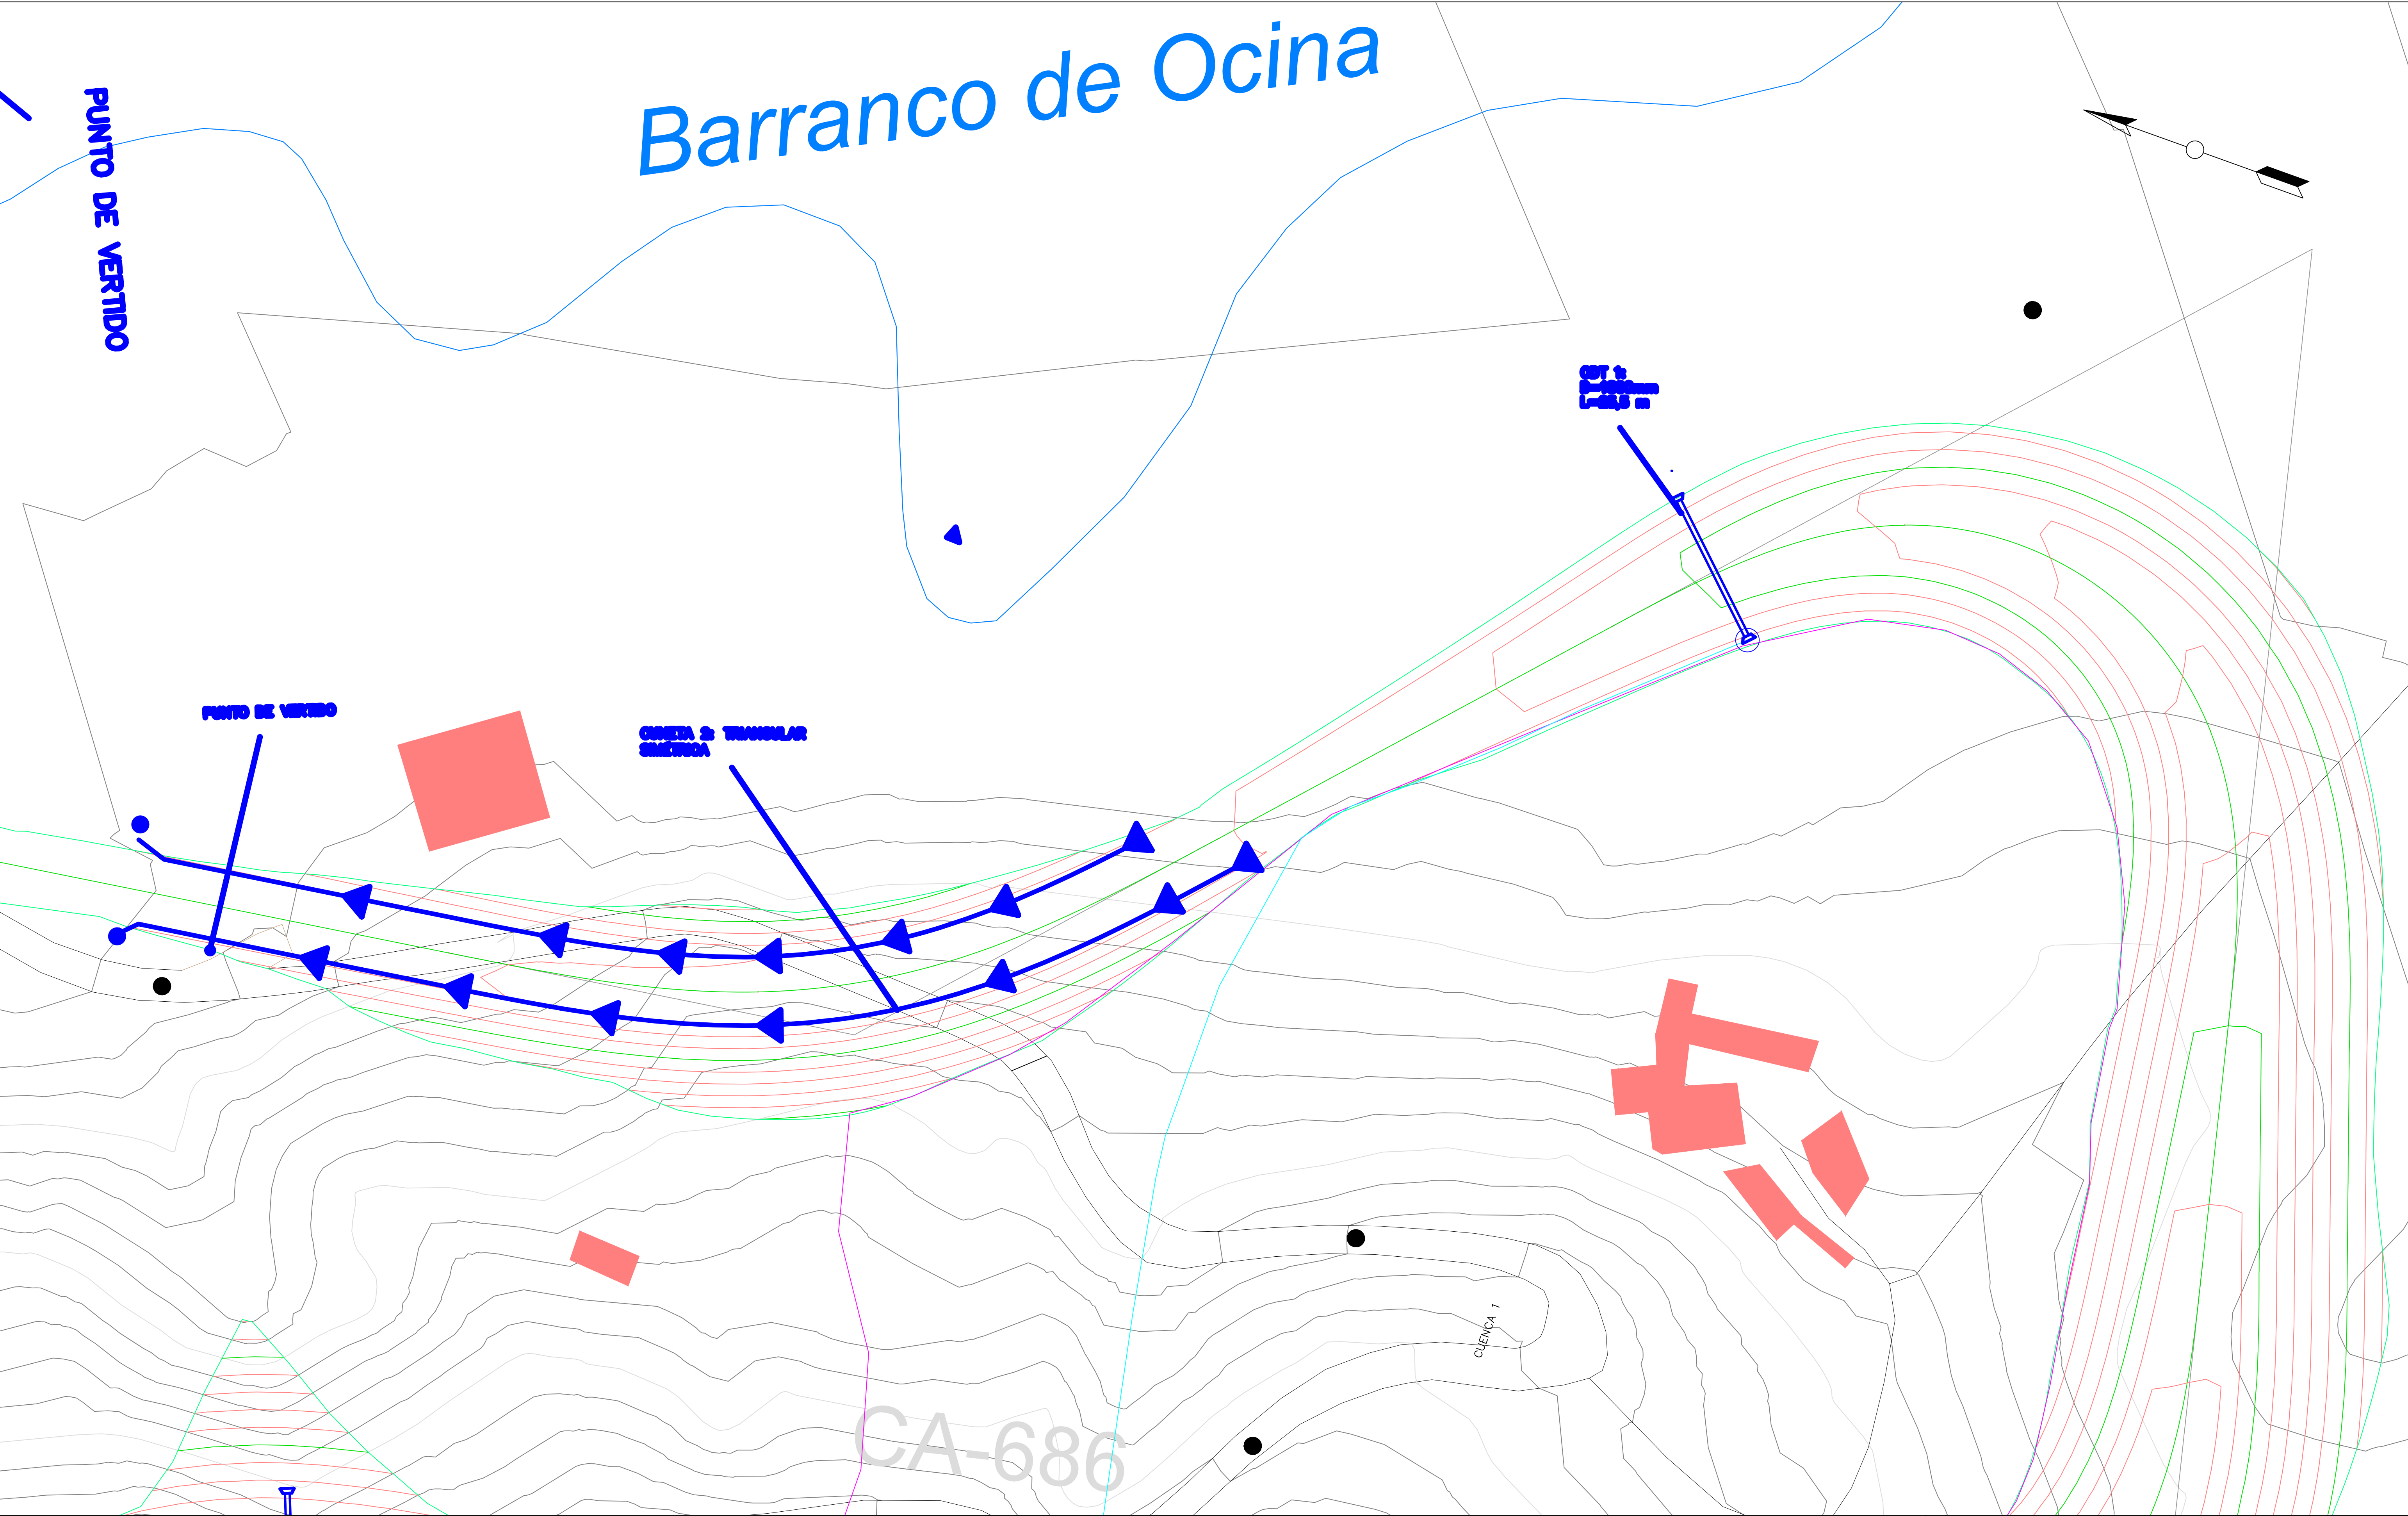 Barranco de Ocina
PUNTO DE VERTIDO
PUNTO DE VERTIDO
CUNETA 2: TRIANGULAR
SIMÉTRICA
CUENCA 1
CA-686